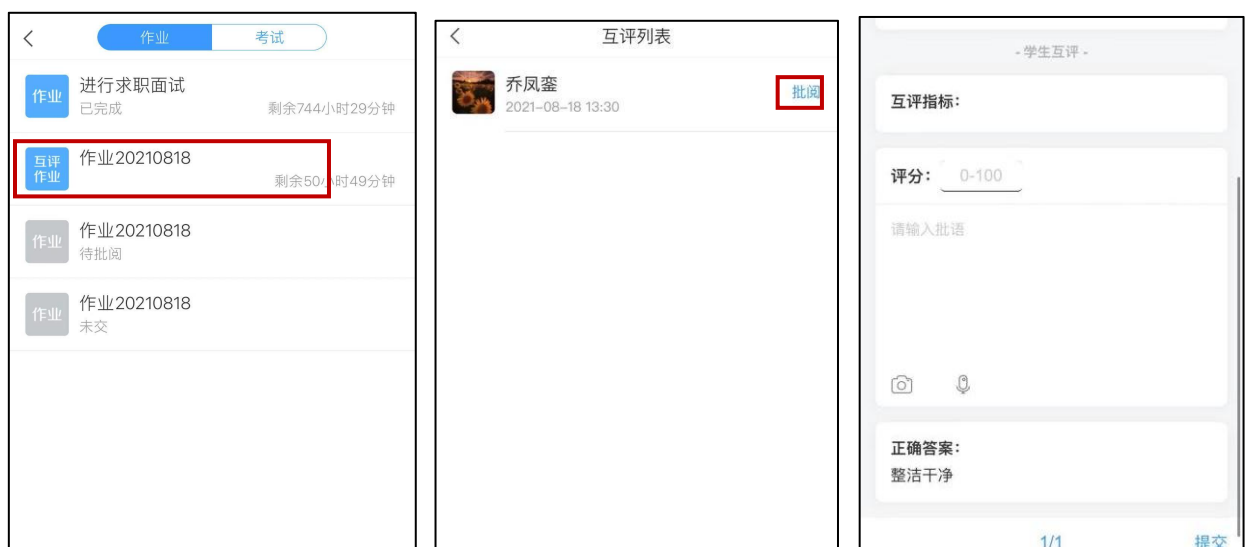 作业 考试
作业
进行求职面试
已完成 剩余744小时29分钟
互评
作业
作业20210818
剩余50小时49分钟
作业
作业20210818
待批阅
作业
作业20210818
未交
互评列表
乔凤銮
2021-08-18 13:30
批阅
- 学生互评 -
互评指标：
评分： 0-100
请输入批语
正确答案：
整洁干净
1/1 提交